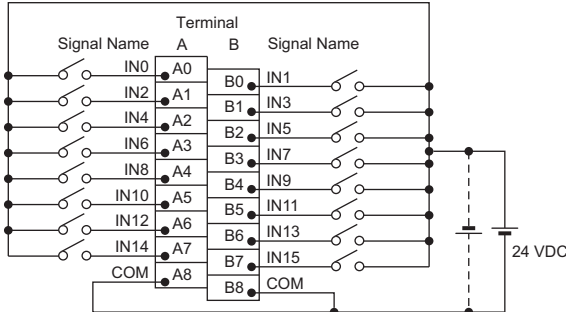 Terminal
Signal Name A B Signal Name
IN0 A0
B0 IN1
IN2 A1
B1 IN3
IN4 A2
B2 IN5
IN6 A3
B3 IN7
IN8 A4
B4 IN9
IN10 A5
B5 IN11
IN12 A6
B6 IN13
IN14 A7
B7 IN15
24 VDC
COM A8
B8 COM